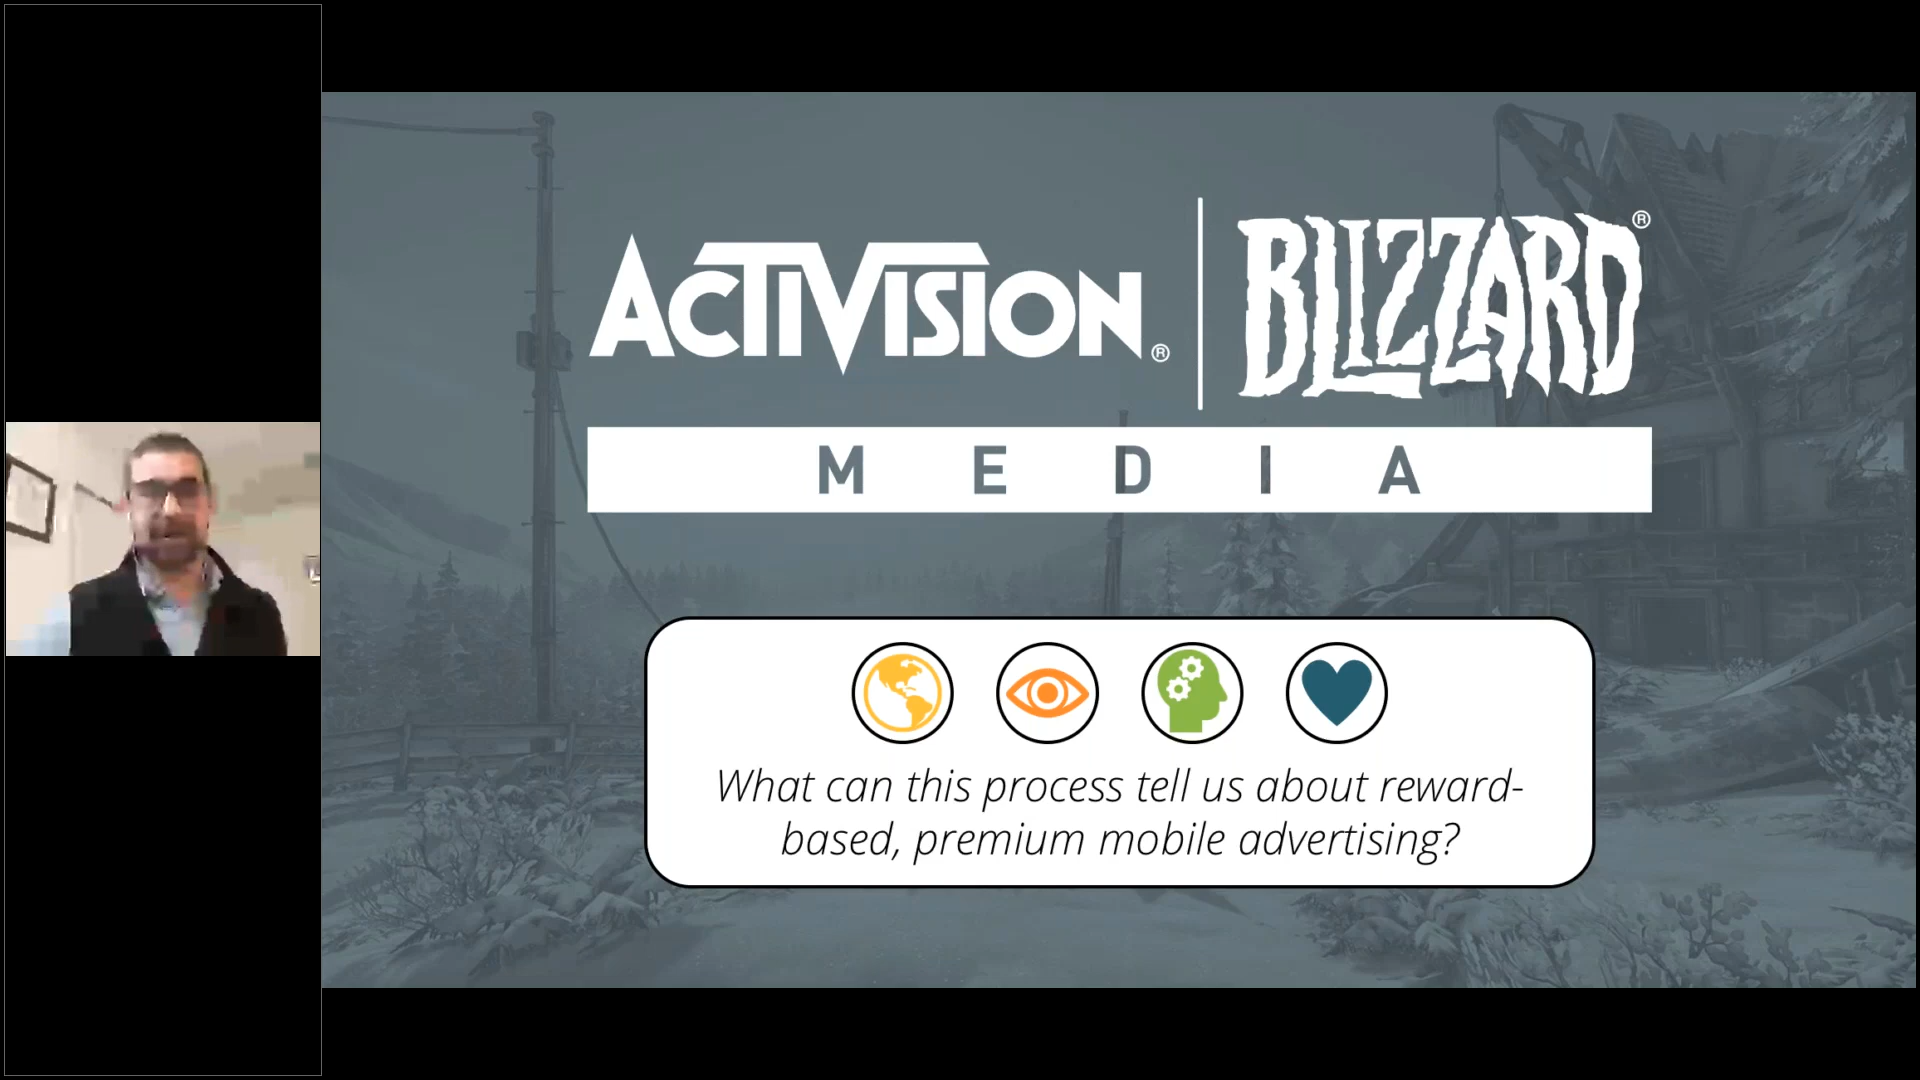 ACTIVISION® BLIZZARD®
MEDIA
What can this process tell us about reward-
based, premium mobile advertising?